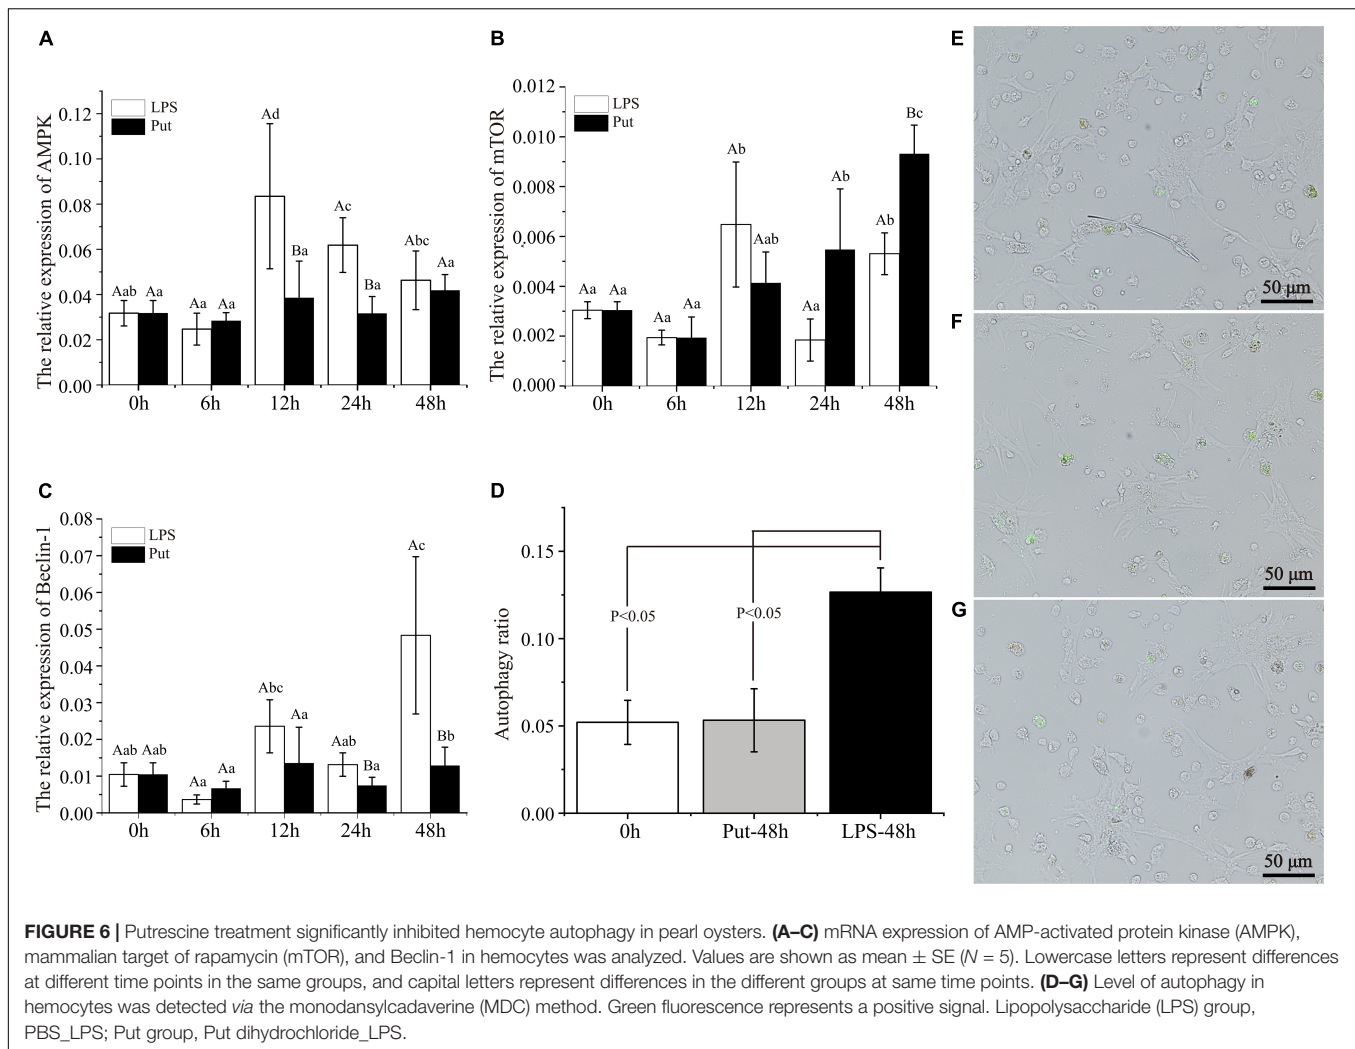 A
The relative expression of AMPK
0.12
0.10
0.08
0.06
0.04
0.02
0.00
LPS
Put
Aab
Aa
Aa
Aa
Ad
Ba
Ac
Ba
Abc
Aa
0h
6h
12h
24h
48h
B
The relative expression of mTOR
0.012
0.010
0.008
0.006
0.004
0.002
0.000
LPS
Put
Aa
Aa
Aa
Aa
Ab
Aab
Aa
Ab
Ab
Bc
0h
6h
12h
24h
48h
C
The relative expression of Beclin-1
0.08
0.07
0.06
0.05
0.04
0.03
0.02
0.01
0.00
LPS
Put
Aab
Aab
Aa
Aa
Abc
Aa
Aab
Ba
Ac
Bb
0h
6h
12h
24h
48h
D
Autophagy ratio
0.15
0.10
0.05
0.00
P<0.05
P<0.05
0h
Put-48h
LPS-48h
E
50 μm
F
50 μm
G
50 μm
FIGURE 6 | Putrescine treatment significantly inhibited hemocyte autophagy in pearl oysters. (A–C) mRNA expression of AMP-activated protein kinase (AMPK),
mammalian target of rapamycin (mTOR), and Beclin-1 in hemocytes was analyzed. Values are shown as mean ± SE (N = 5). Lowercase letters represent differences
at different time points in the same groups, and capital letters represent differences in the different groups at same time points. (D–G) Level of autophagy in
hemocytes was detected via the monodansylcadaverine (MDC) method. Green fluorescence represents a positive signal. Lipopolysaccharide (LPS) group,
PBS_LPS; Put group, Put dihydrochloride_LPS.